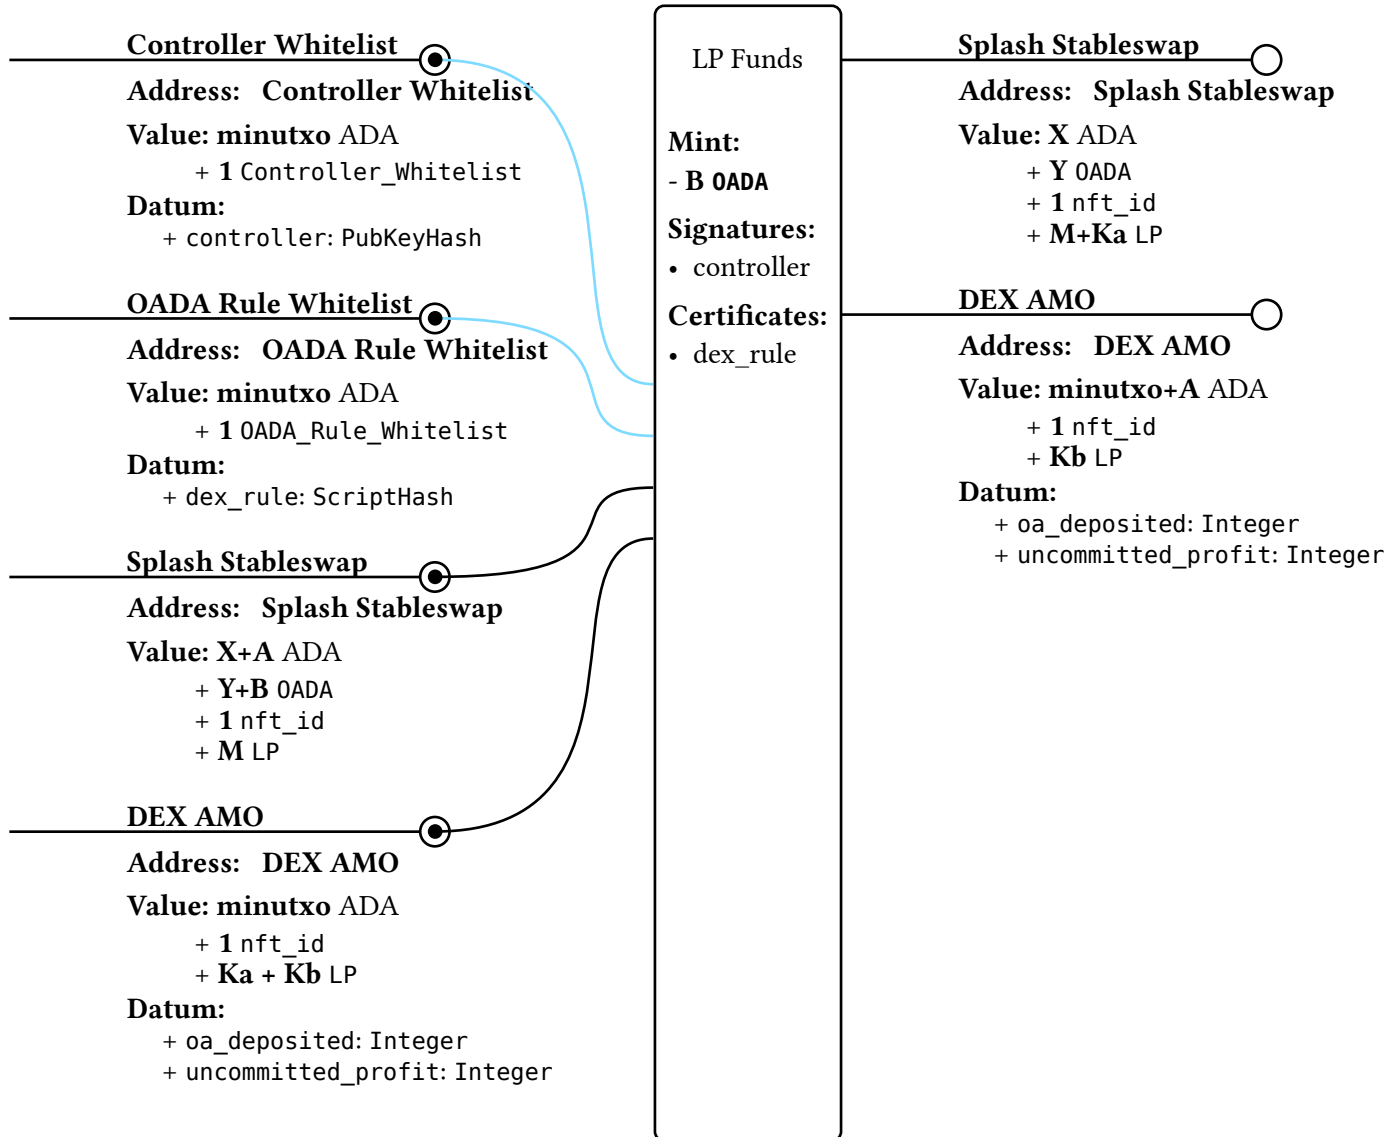 Controller Whitelist
Address: Controller Whitelist
Value: minutxo ADA
+ 1 Controller_Whitelist
Datum:
+ controller: PubKeyHash
OADA Rule Whitelist
Address: OADA Rule Whitelist
Value: minutxo ADA
+ 1 OADA_Rule_Whitelist
Datum:
+ dex_rule: ScriptHash
Splash Stableswap
Address: Splash Stableswap
Value: X+A ADA
+ Y+B OADA
+ 1 nft_id
+ M LP
DEX AMO
Address: DEX AMO
Value: minutxo ADA
+ 1 nft_id
+ Ka + Kb LP
Datum:
+ oa_deposited: Integer
+ uncommitted_profit: Integer
LP Funds
Mint:
- B OADA
Signatures:
• controller
Certificates:
• dex_rule
Splash Stableswap
Address: Splash Stableswap
Value: X ADA
+ Y OADA
+ 1 nft_id
+ M+Ka LP
DEX AMO
Address: DEX AMO
Value: minutxo+A ADA
+ 1 nft_id
+ Kb LP
Datum:
+ oa_deposited: Integer
+ uncommitted_profit: Integer